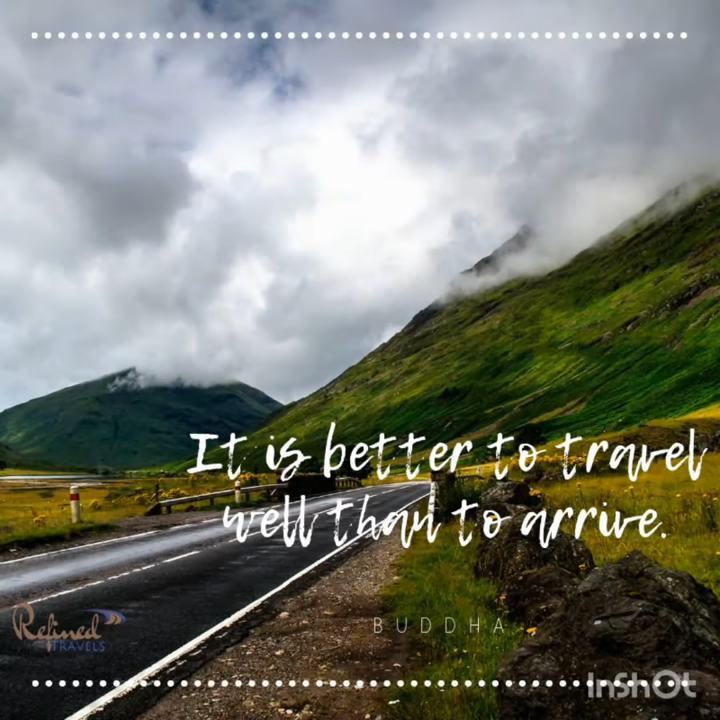 It is better to travel
well than to arrive.
BUDDHA
Refined
TRAVELS
InShOt